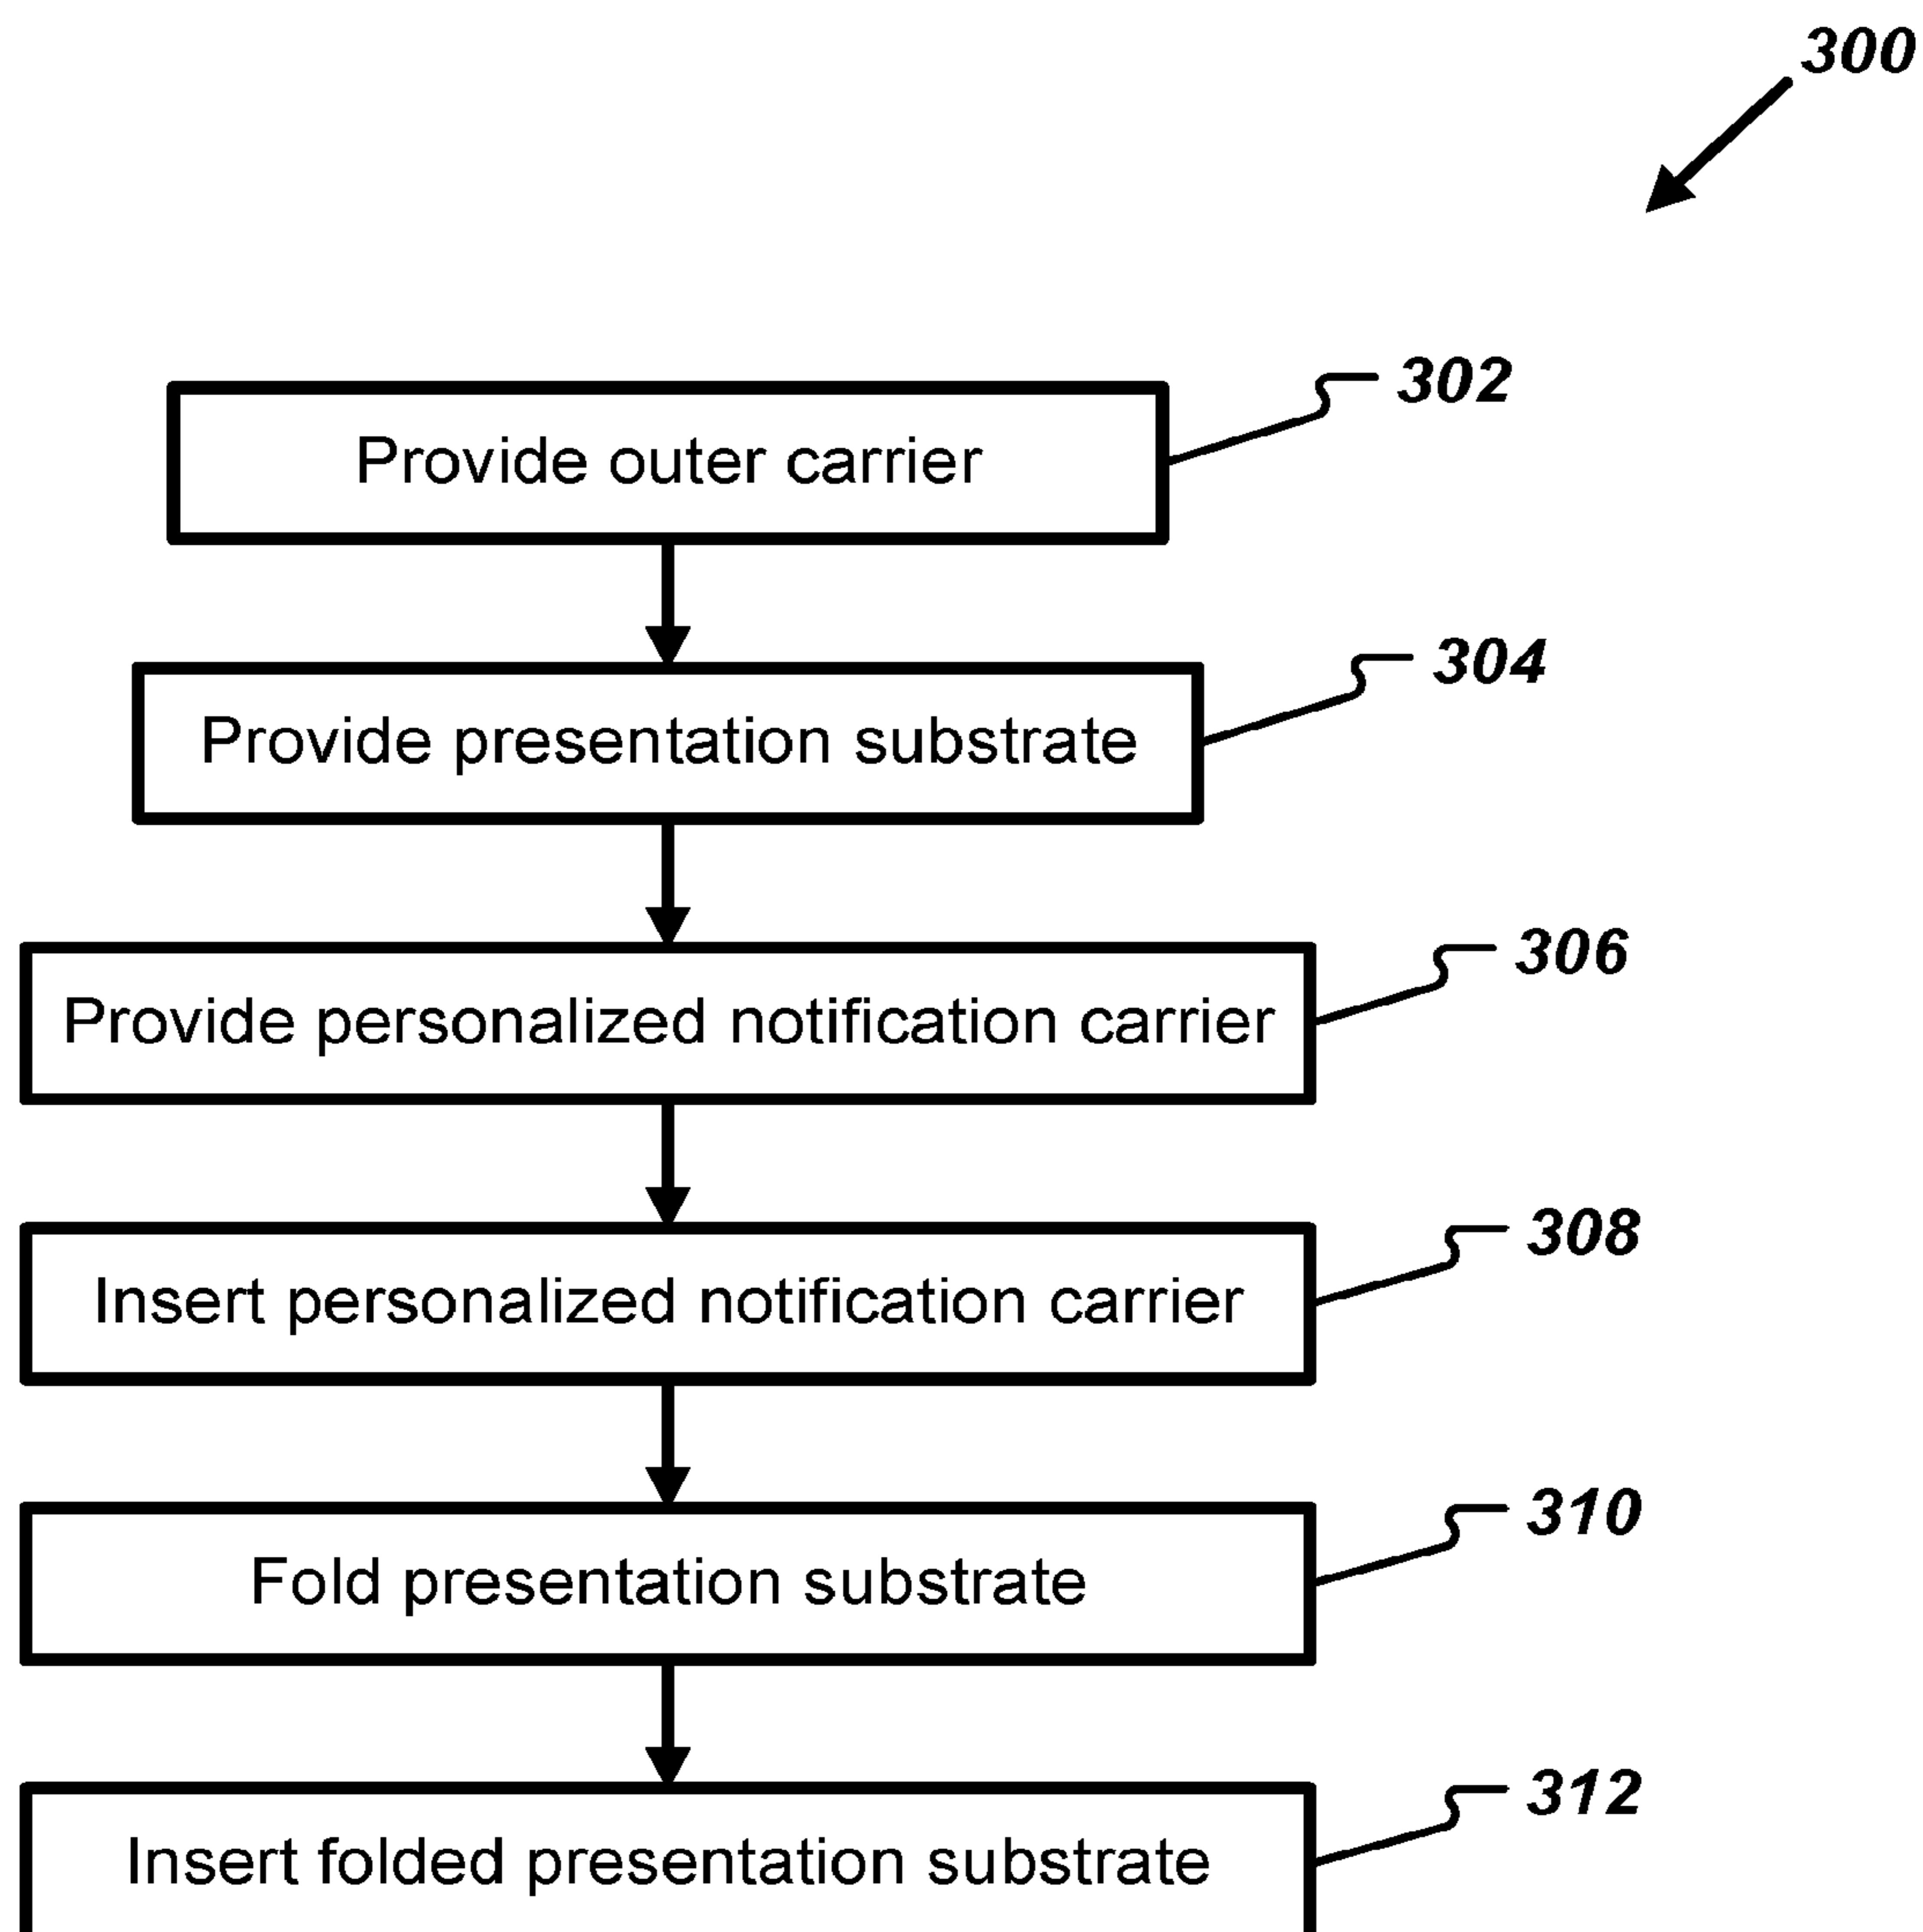 300
302
Provide outer carrier
304
Provide presentation substrate
306
Provide personalized notification carrier
308
Insert personalized notification carrier
310
Fold presentation substrate
312
Insert folded presentation substrate